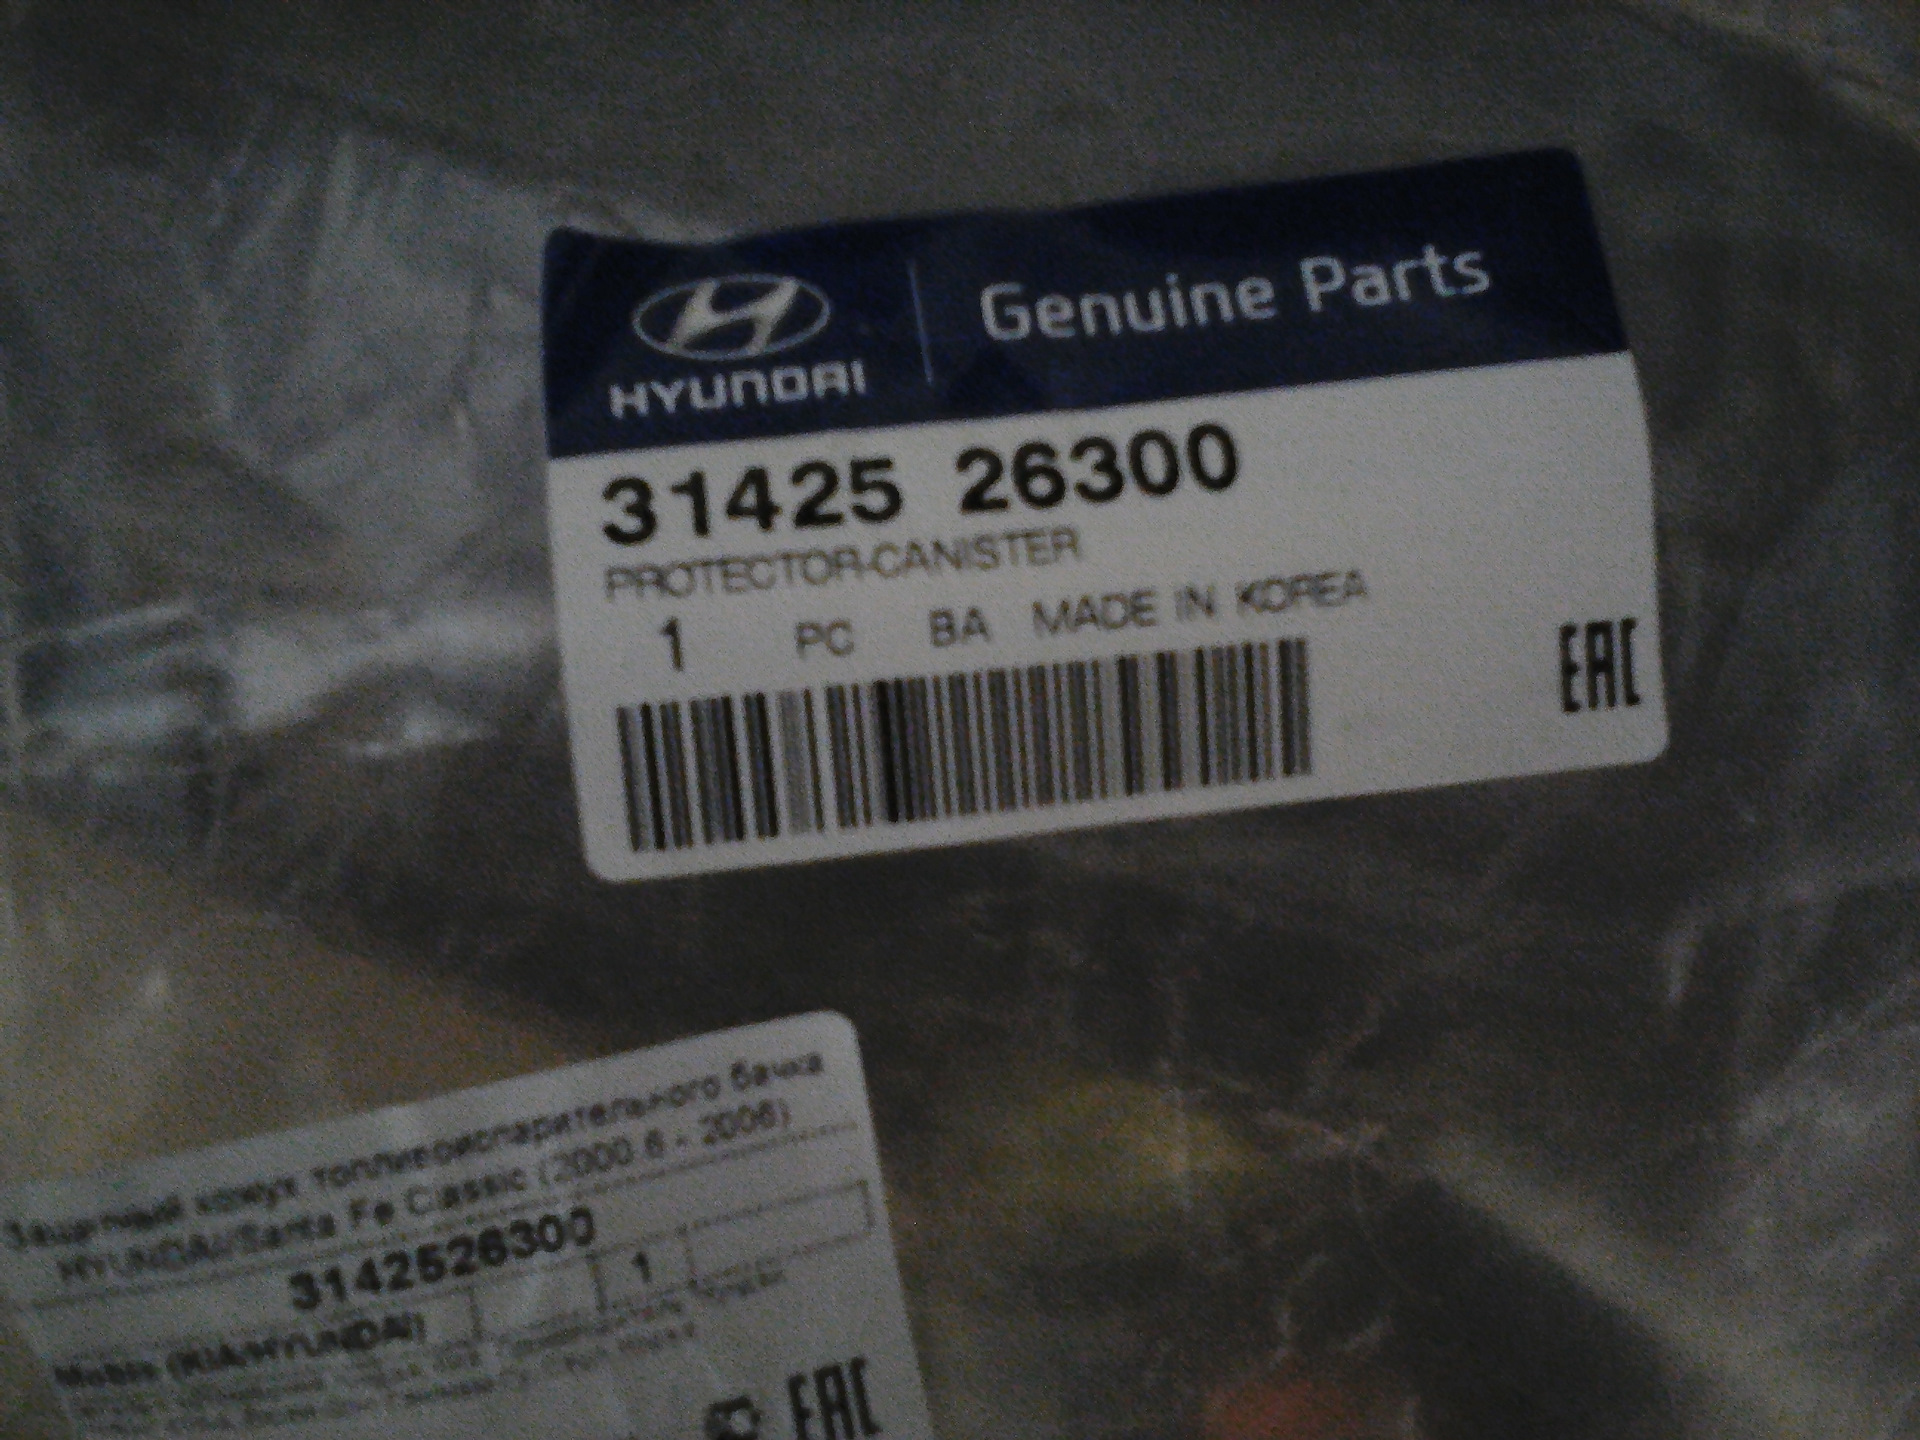 HYUNDAI
Genuine Parts
31425 26300
PROTECTOR-CANISTER
1 PC BA MADE IN KOREA
EAC
Защитный кожух топливоиспарительного бачка
HYUNDAI/Santa Fe Classic (2000.6 - 2006)
3142526300
Mobis (KIA/HYUNDAI) 1
EAC